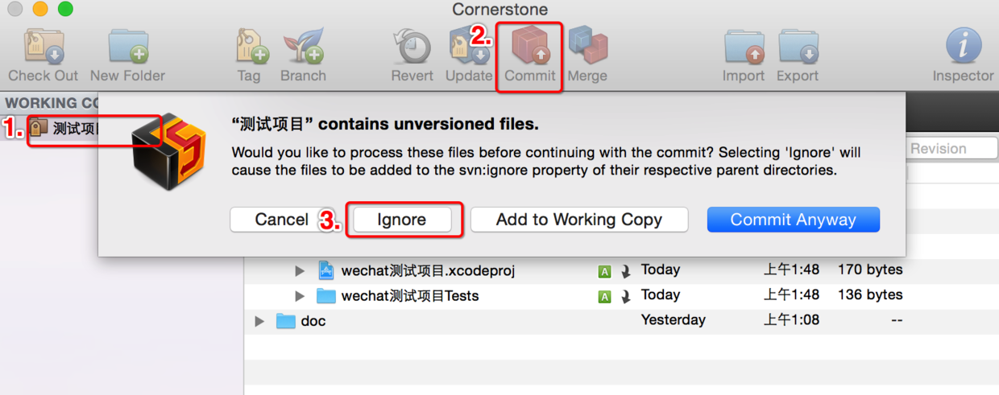 Cornerstone
2.
Check Out New Folder Tag Branch Revert Update Commit Merge Import Export Inspector
WORKING CO
1. 测试项目
“测试项目” contains unversioned files.
Would you like to process these files before continuing with the commit? Selecting 'Ignore' will
cause the files to be added to the svn:ignore property of their respective parent directories.
Revision
Cancel 3. Ignore Add to Working Copy Commit Anyway
wechat测试项目.xcodeproj A Today 上午1:48 170 bytes
wechat测试项目Tests A Today 上午1:48 136 bytes
doc Yesterday 上午1:08 --